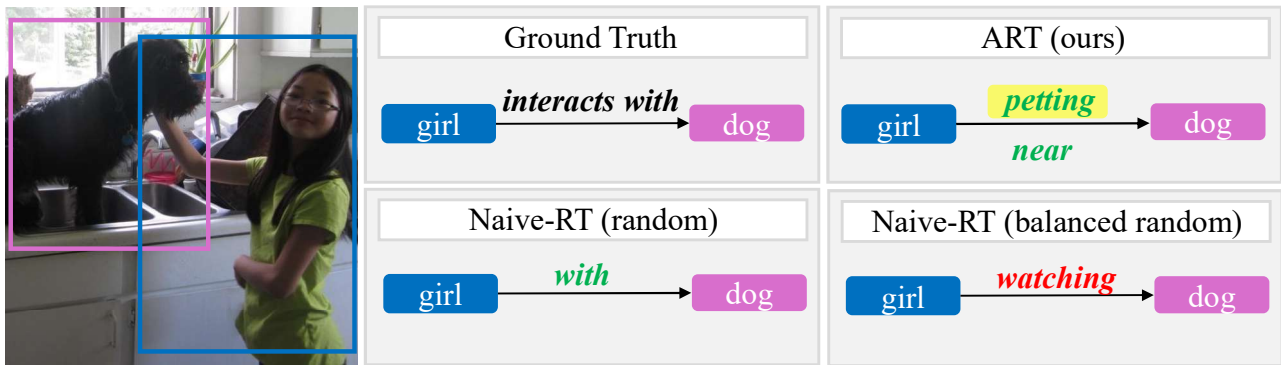 Ground Truth
interacts with
girl
dog
ART (ours)
petting
girl
dog
near
Naive-RT (random)
with
girl
dog
Naive-RT (balanced random)
watching
girl
dog